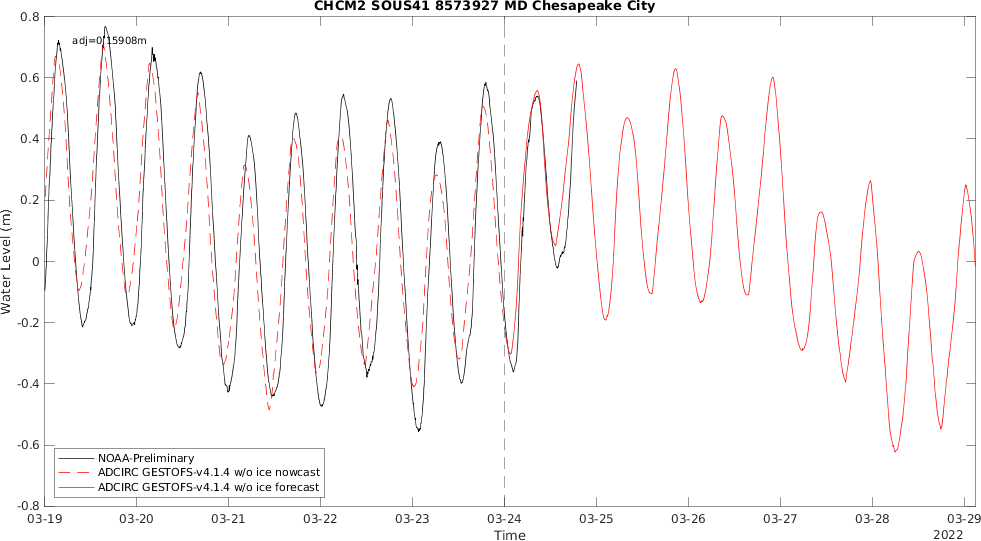 CHCM2 SOUS41 8573927 MD Chesapeake City
adj=0.15908m
Water Level (m)
0.8
0.6
0.4
0.2
0
-0.2
-0.4
-0.6
-0.8
NOAA-Preliminary
ADCIRC GESTOFS-v4.1.4 w/o ice nowcast
ADCIRC GESTOFS-v4.1.4 w/o ice forecast
03-19 03-20 03-21 03-22 03-23 03-24 03-25 03-26 03-27 03-28 03-29
Time
2022